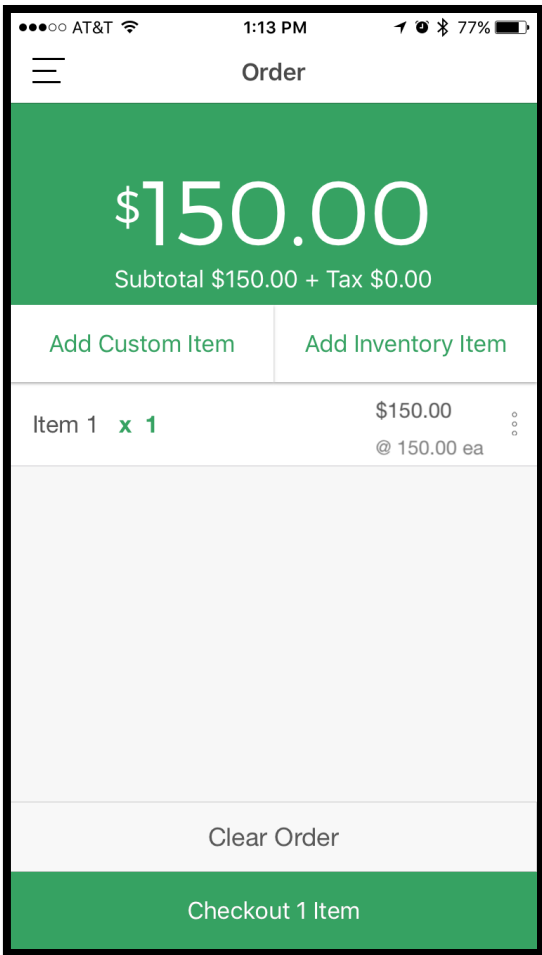 AT&T 1:13 PM 77%
Order
$150.00
Subtotal $150.00 + Tax $0.00
Add Custom Item Add Inventory Item
Item 1 x 1 $150.00
@ 150.00 ea
Clear Order
Checkout 1 Item